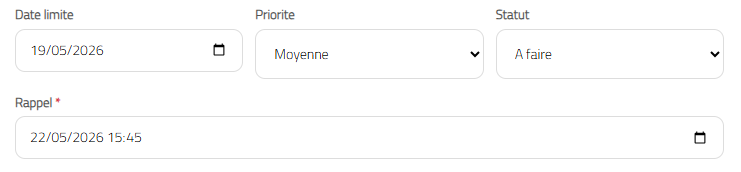 Date limite Priorite Statut
19/05/2026 Moyenne A faire
Rappel *
22/05/2026 15:45